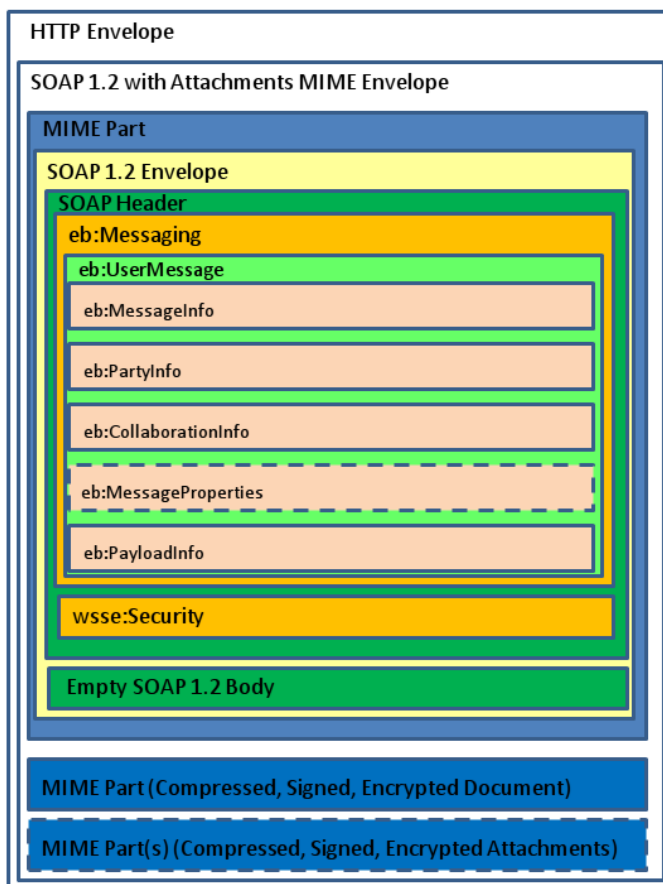 HTTP Envelope
SOAP 1.2 with Attachments MIME Envelope
MIME Part
SOAP 1.2 Envelope
SOAP Header
eb:Messaging
eb:UserMessage
eb:MessageInfo
eb:PartyInfo
eb:CollaborationInfo
eb:MessageProperties
eb:PayloadInfo
wsse:Security
Empty SOAP 1.2 Body
MIME Part (Compressed, Signed, Encrypted Document)
MIME Part(s) (Compressed, Signed, Encrypted Attachments)